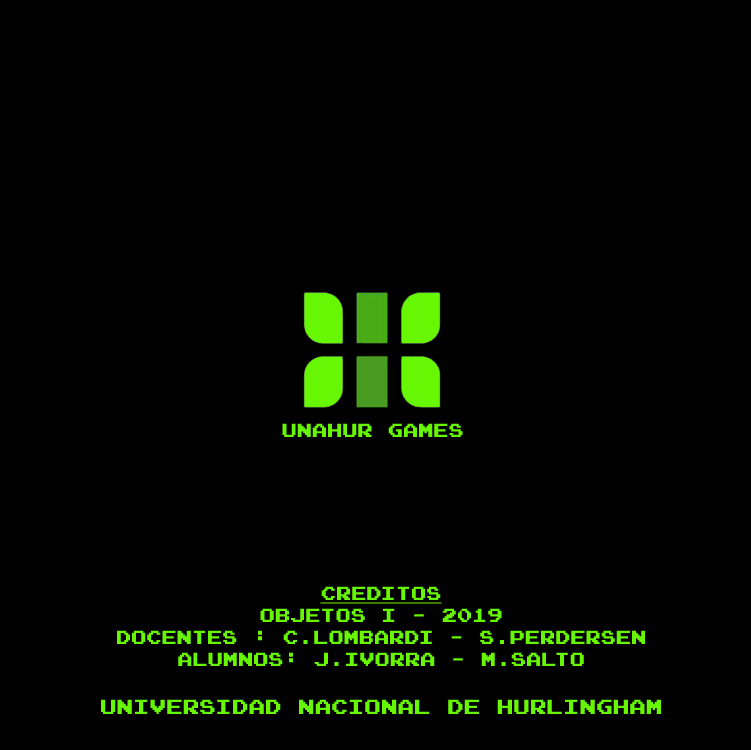 UNAHUR GAMES
CREDITOS
OBJETOS I - 2019
DOCENTES : C.LOMBARDI - S.PERDERSEN
ALUMNOS: J.IVORRA - M.SALTO
UNIVERSIDAD NACIONAL DE HURLINGHAM